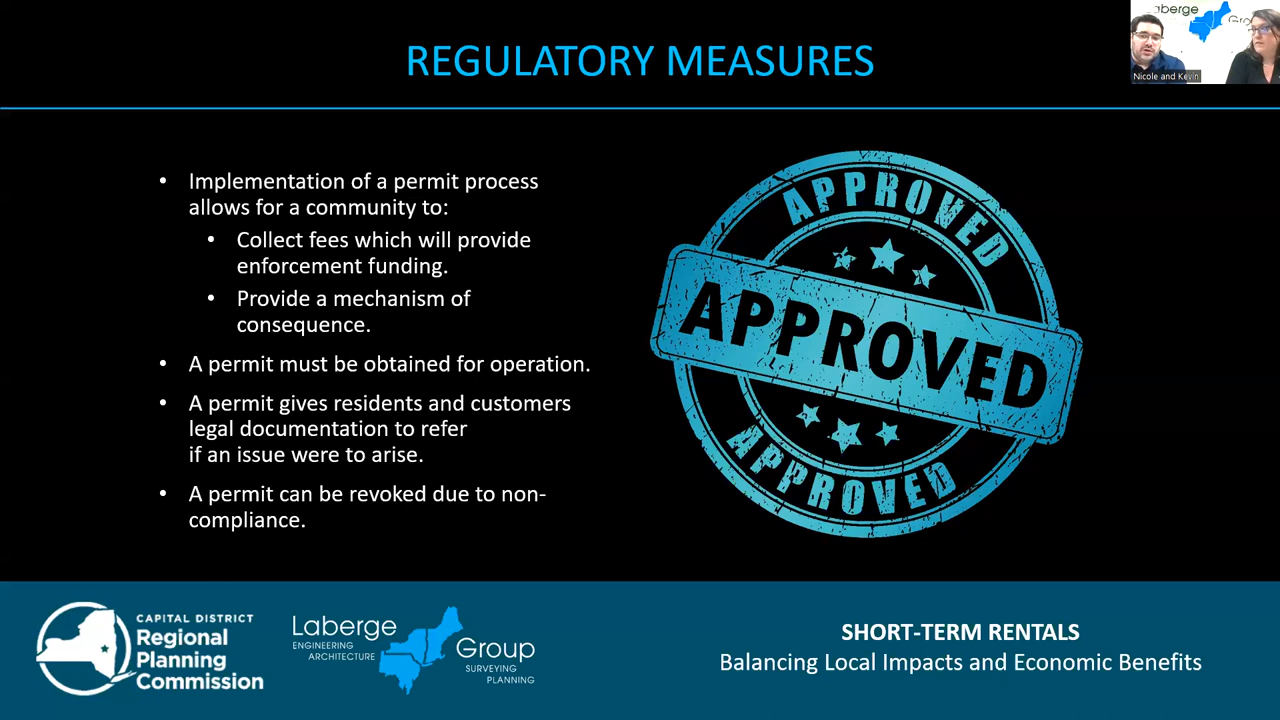 REGULATORY MEASURES
Laberge
Nicole and Kevin
• Implementation of a permit process
allows for a community to:
• Collect fees which will provide
enforcement funding.
• Provide a mechanism of
consequence.
• A permit must be obtained for operation.
• A permit gives residents and customers
legal documentation to refer
if an issue were to arise.
• A permit can be revoked due to non-
compliance.
APPROVED
APPROVED
APPROVED
CAPITAL DISTRICT
Regional
Planning
Commission
Laberge
ENGINEERING
ARCHITECTURE
Group
SURVEYING
PLANNING
SHORT-TERM RENTALS
Balancing Local Impacts and Economic Benefits